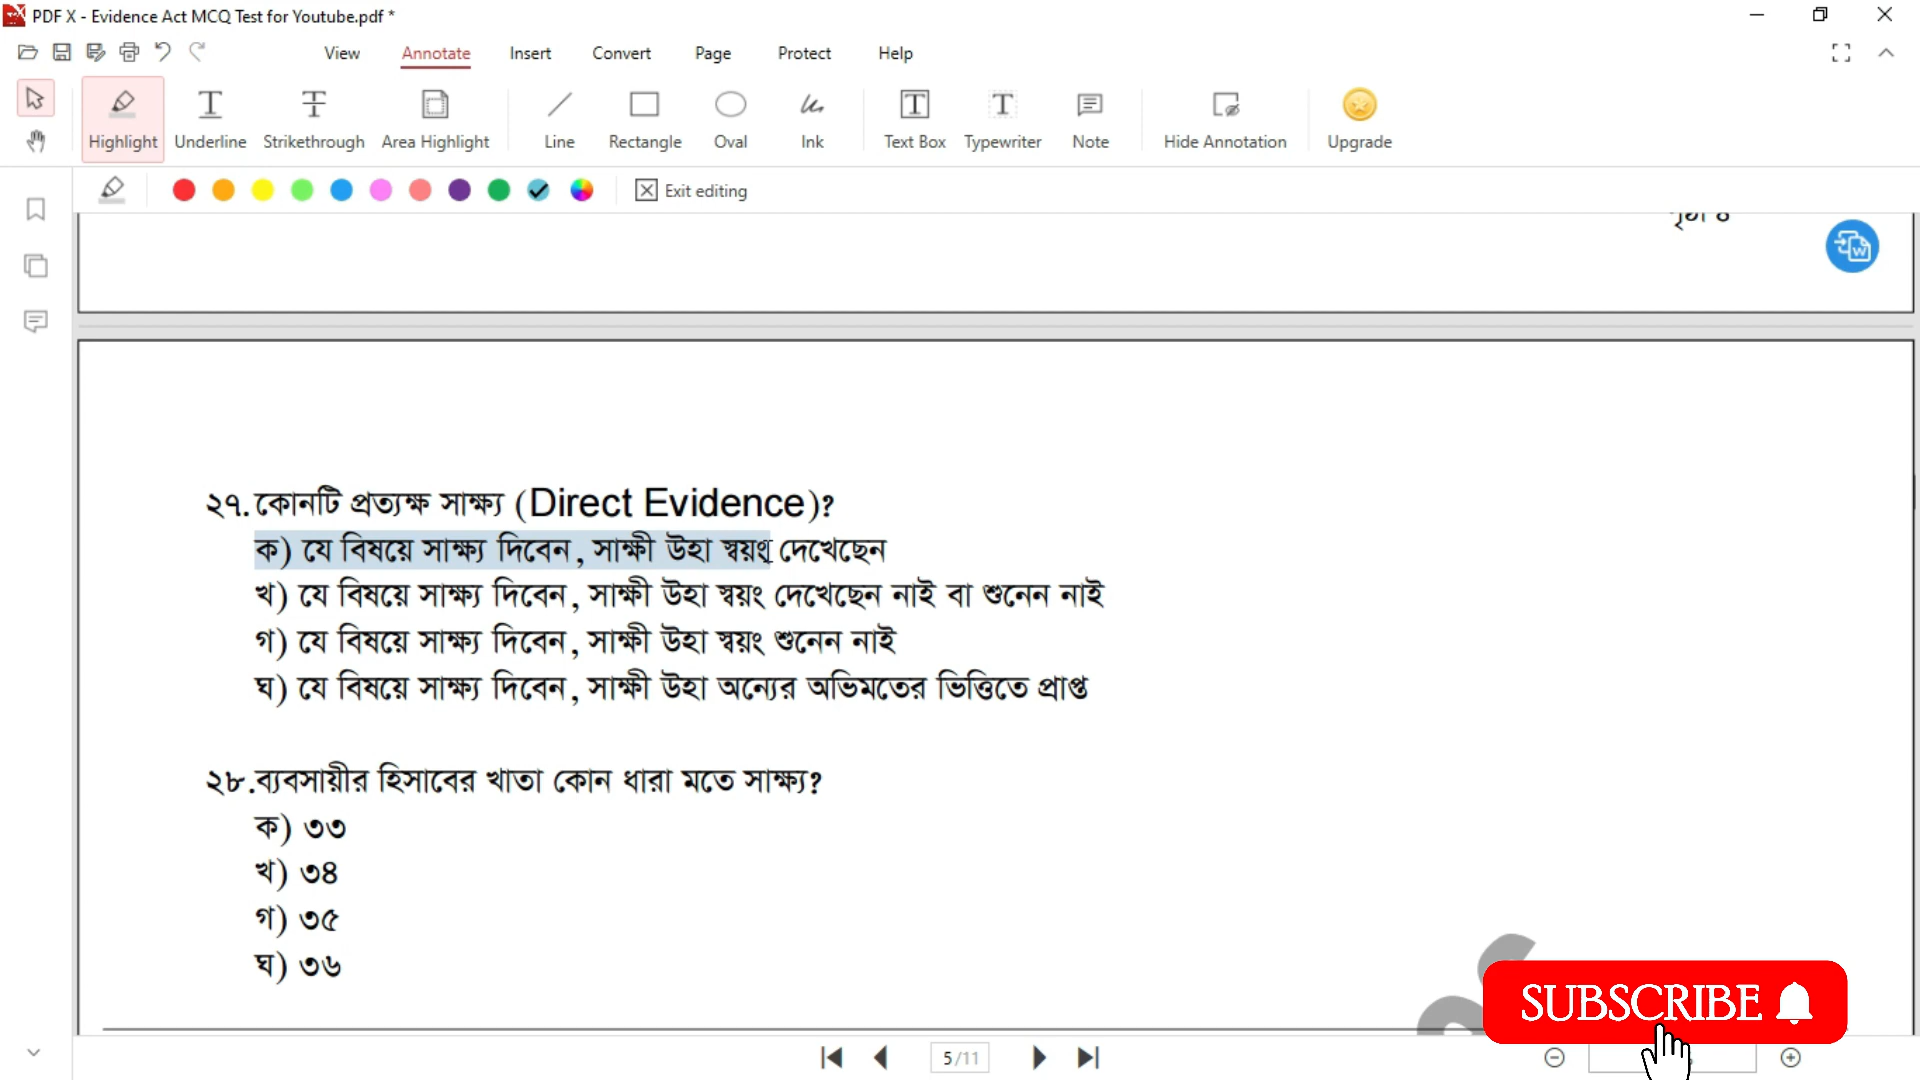 PDF X - Evidence Act MCQ Test for Youtube.pdf *
View Annotate Insert Convert Page Protect Help
Highlight Underline Strikethrough Area Highlight Line Rectangle Oval Ink Text Box Typewriter Note Hide Annotation Upgrade
Exit editing
২৭. কোনটি প্রত্যক্ষ সাক্ষ্য (Direct Evidence)?
ক) যে বিষয়ে সাক্ষ্য দিবেন, সাক্ষী উহা স্বয়ং দেখেছেন
খ) যে বিষয়ে সাক্ষ্য দিবেন, সাক্ষী উহা স্বয়ং দেখেছেন নাই বা শুনেন নাই
গ) যে বিষয়ে সাক্ষ্য দিবেন, সাক্ষী উহা স্বয়ং শুনেন নাই
ঘ) যে বিষয়ে সাক্ষ্য দিবেন, সাক্ষী উহা অন্যের অভিমতের ভিত্তিতে প্রাপ্ত
২৮. ব্যবসায়ীর হিসাবের খাতা কোন ধারা মতে সাক্ষ্য?
ক) ৩৩
খ) ৩৪
গ) ৩৫
ঘ) ৩৬
SUBSCRIBE
5 /11